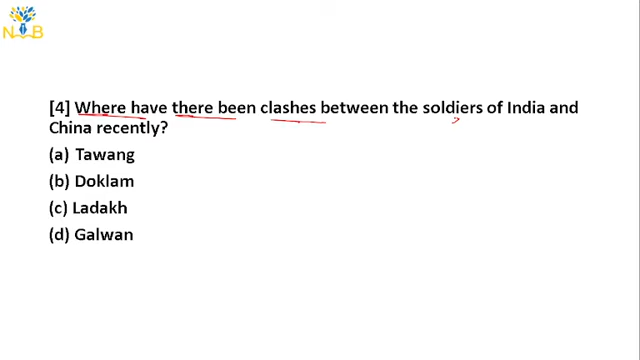 N B
[4] Where have there been clashes between the soldiers of India and
China recently?
(a) Tawang
(b) Doklam
(c) Ladakh
(d) Galwan